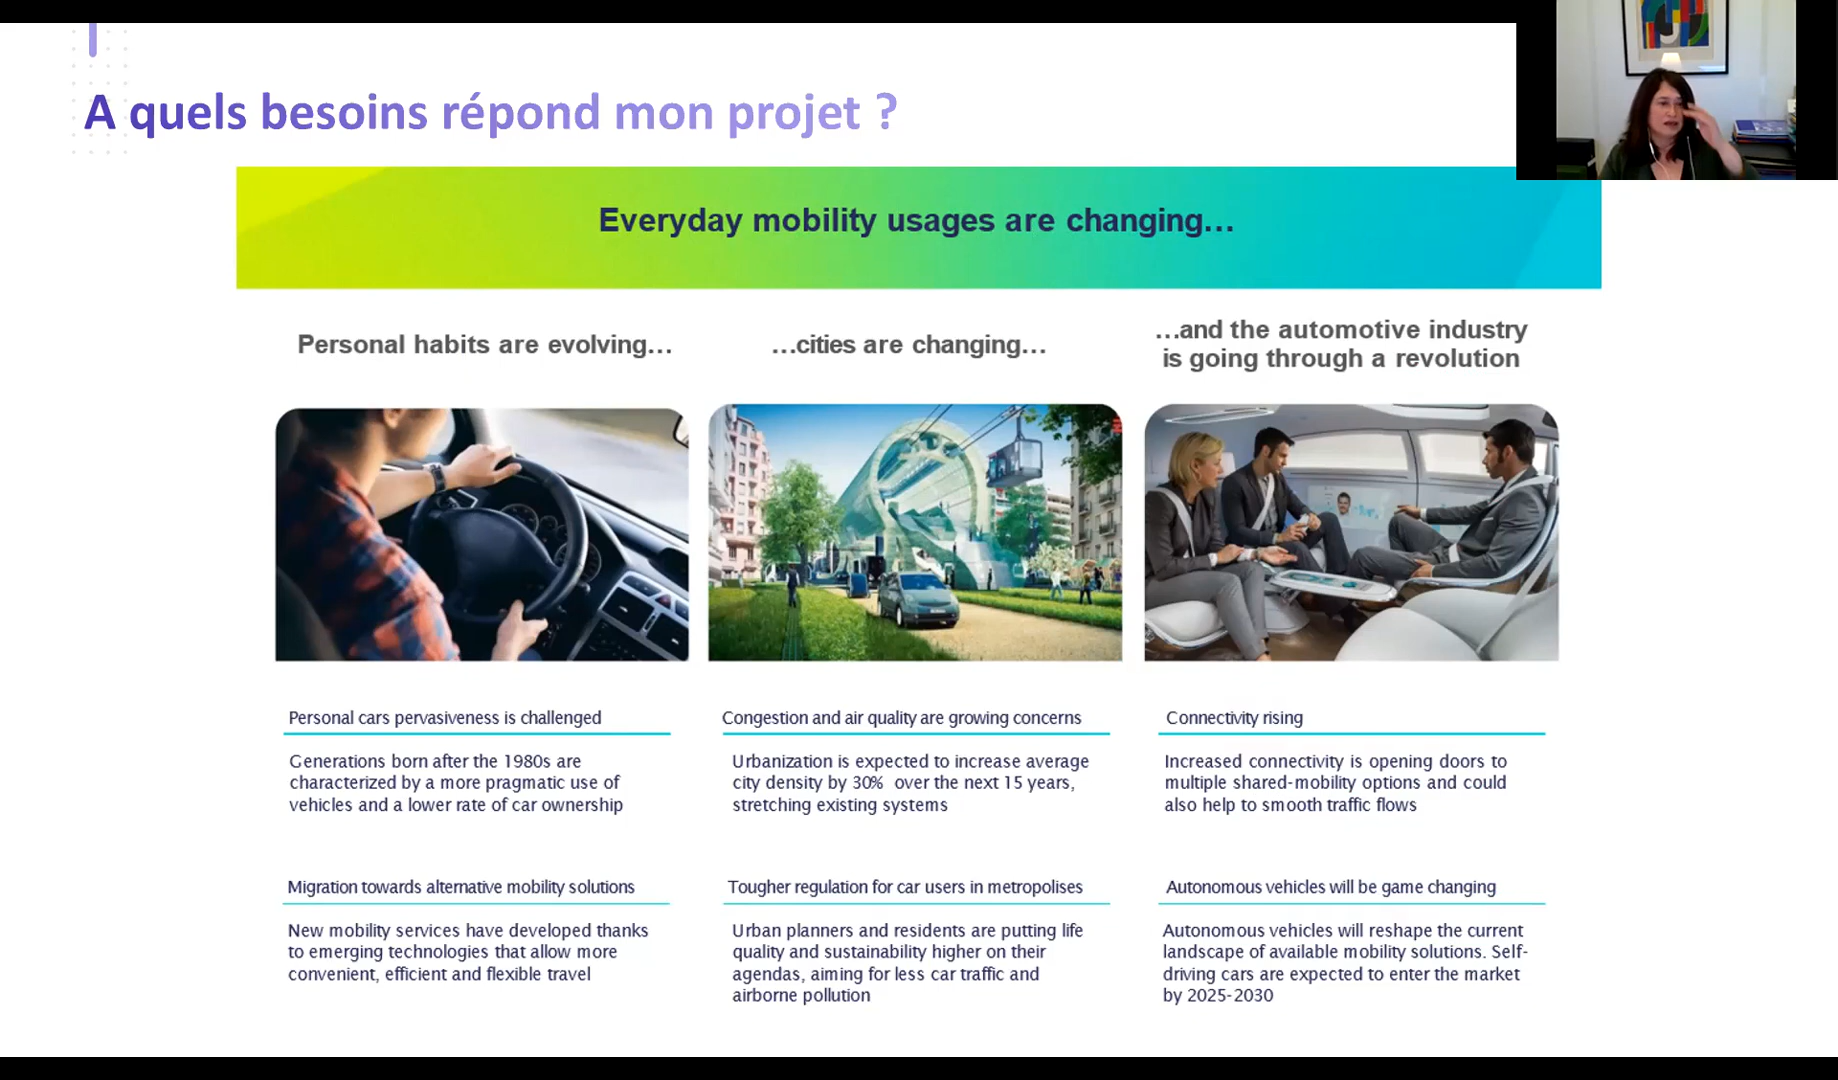 A quels besoins répond mon projet ?
Everyday mobility usages are changing…
Personal habits are evolving…
…cities are changing…
…and the automotive industry
is going through a revolution
Personal cars pervasiveness is challenged
Generations born after the 1980s are
characterized by a more pragmatic use of
vehicles and a lower rate of car ownership
Migration towards alternative mobility solutions
New mobility services have developed thanks
to emerging technologies that allow more
convenient, efficient and flexible travel
Congestion and air quality are growing concerns
Urbanization is expected to increase average
city density by 30% over the next 15 years,
stretching existing systems
Tougher regulation for car users in metropolises
Urban planners and residents are putting life
quality and sustainability higher on their
agendas, aiming for less car traffic and
airborne pollution
Connectivity rising
Increased connectivity is opening doors to
multiple shared-mobility options and could
also help to smooth traffic flows
Autonomous vehicles will be game changing
Autonomous vehicles will reshape the current
landscape of available mobility solutions. Self-
driving cars are expected to enter the market
by 2025-2030